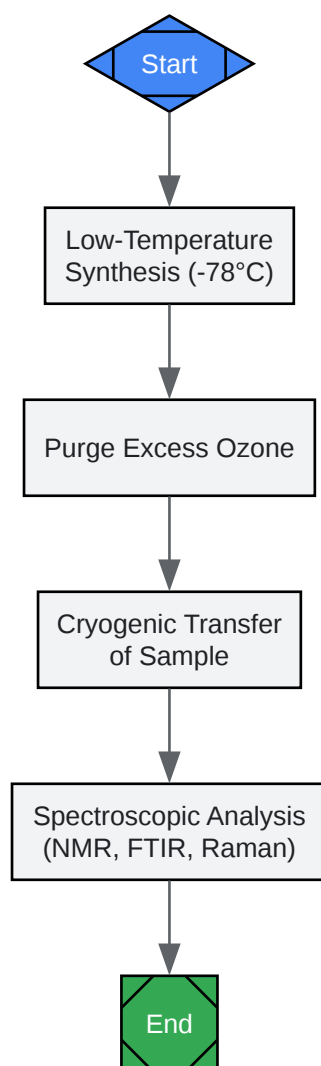 Start
Low-Temperature
Synthesis (-78°C)
Purge Excess Ozone
Cryogenic Transfer
of Sample
Spectroscopic Analysis
(NMR, FTIR, Raman)
End